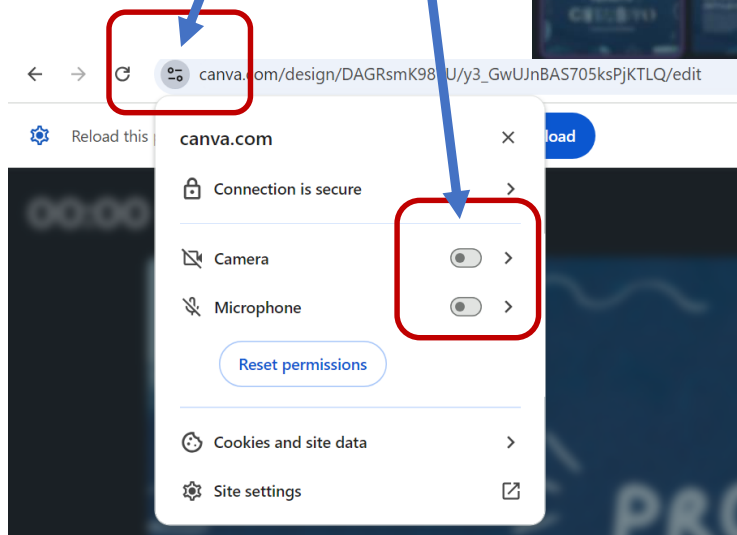 canva.com/design/DAGRsmK98 U/y3_GwUJnBAS705ksPjKTLQ/edit
Reload this
load
canva.com
Connection is secure
00:00
Camera
Microphone
Reset permissions
Cookies and site data
Site settings
PRO